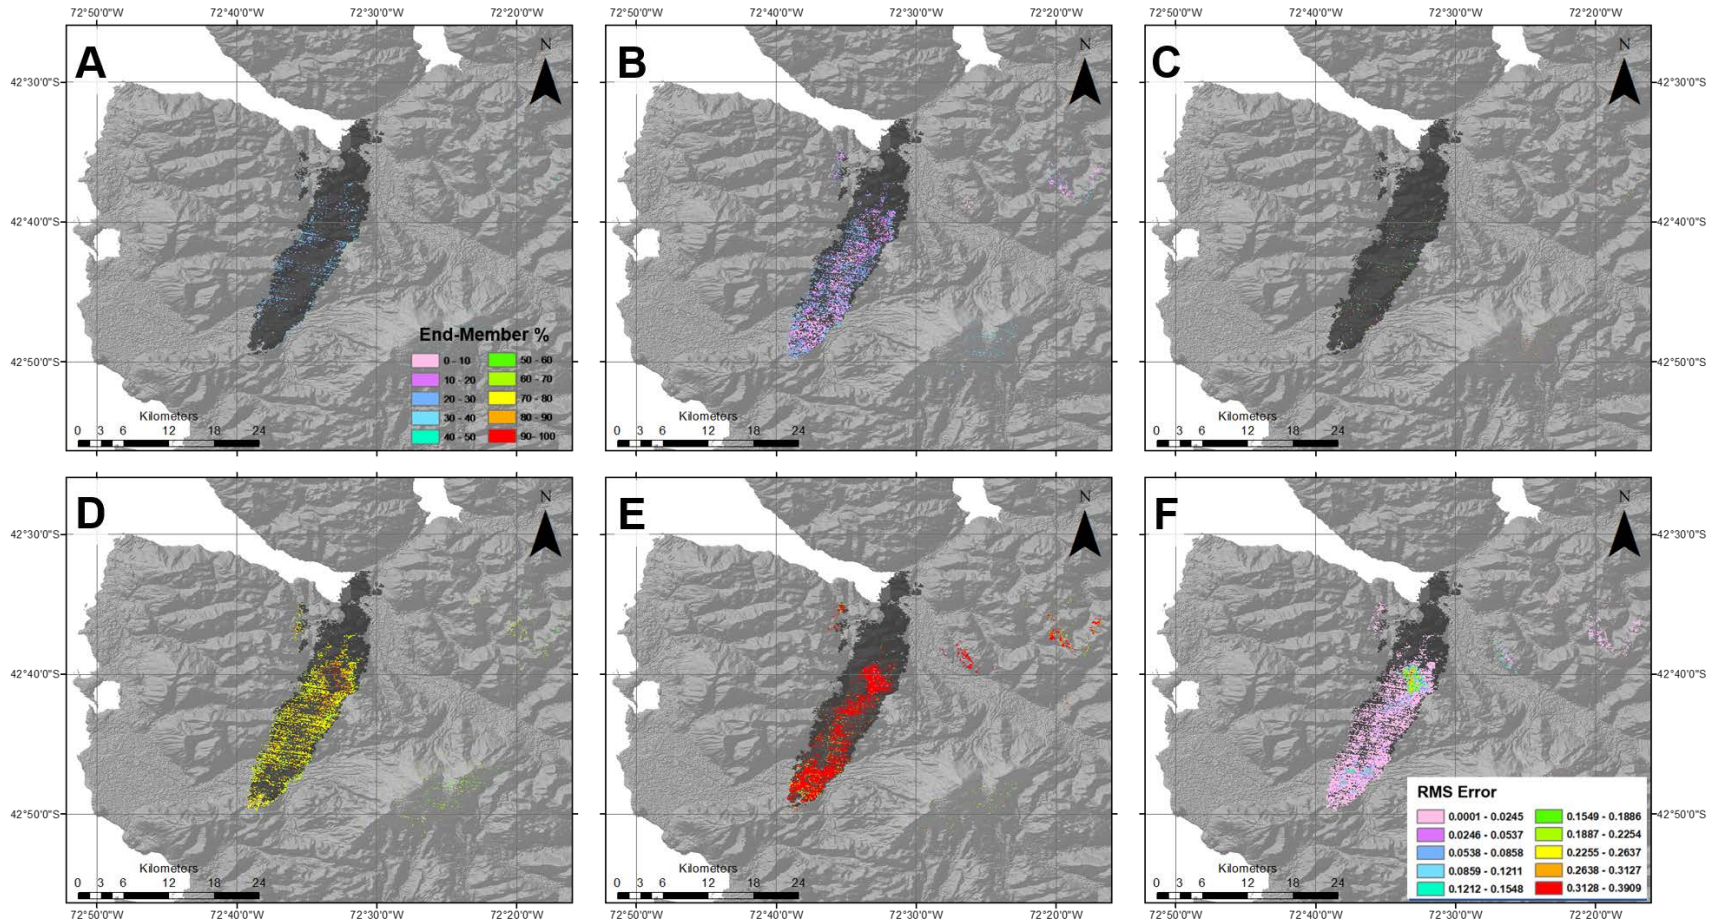 72°50'0"W 72°40'0"W 72°30'0"W 72°20'0"W 72°50'0"W 72°40'0"W 72°30'0"W 72°20'0"W
A N B N C N
42°30'0"S 42°30'0"S
42°40'0"S 42°40'0"S
End-Member %
42°50'0"S 42°50'0"S
0 - 10 50 - 60
10 - 20 60 - 70
20 - 30 70 - 80
30 - 40 80 - 90
40 - 50 90 - 100
Kilometers Kilometers Kilometers
0 3 6 12 18 24 0 3 6 12 18 24 0 3 6 12 18 24
D N E N F N
42°30'0"S 42°30'0"S
42°40'0"S 42°40'0"S
42°50'0"S 42°50'0"S
RMS Error
0.0001 - 0.0245 0.1549 - 0.1886
0.0246 - 0.0537 0.1887 - 0.2254
0.0538 - 0.0858 0.2255 - 0.2637
0.0859 - 0.1211 0.2638 - 0.3127
0.1212 - 0.1548 0.3128 - 0.3909
Kilometers Kilometers Kilometers
0 3 6 12 18 24 0 3 6 12 18 24 0 3 6 12 18 24
72°50'0"W 72°40'0"W 72°30'0"W 72°20'0"W 72°40'0"W 72°30'0"W 72°20'0"W 72°50'0"W 72°40'0"W 72°30'0"W 72°20'0"W